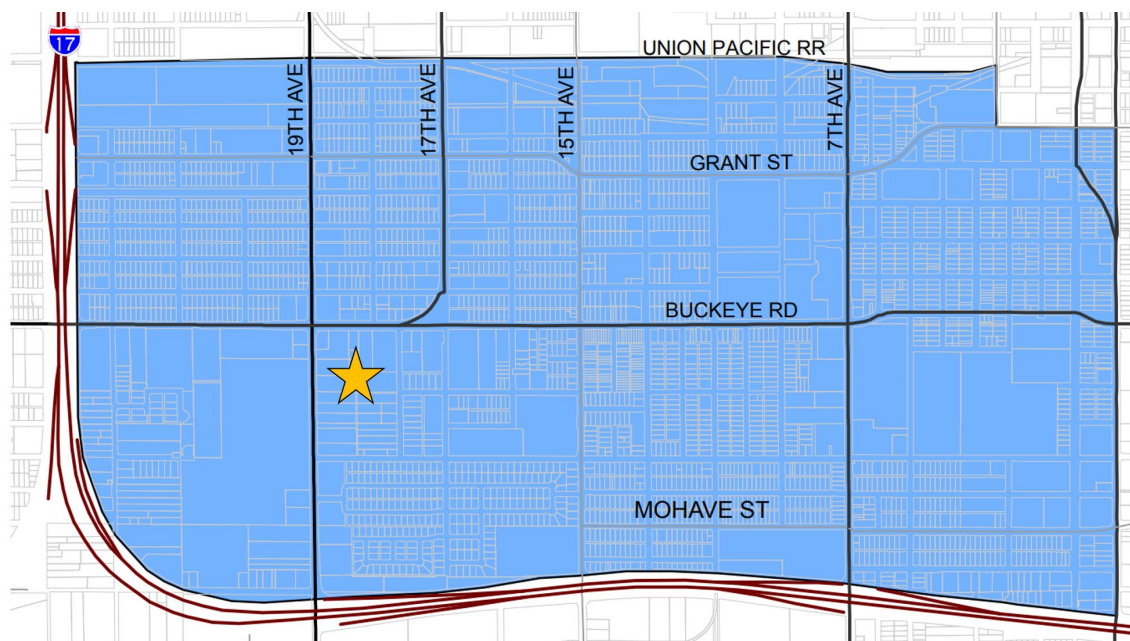 17
UNION PACIFIC RR
19TH AVE
17TH AVE
15TH AVE
7TH AVE
GRANT ST
BUCKEYE RD
MOHAVE ST